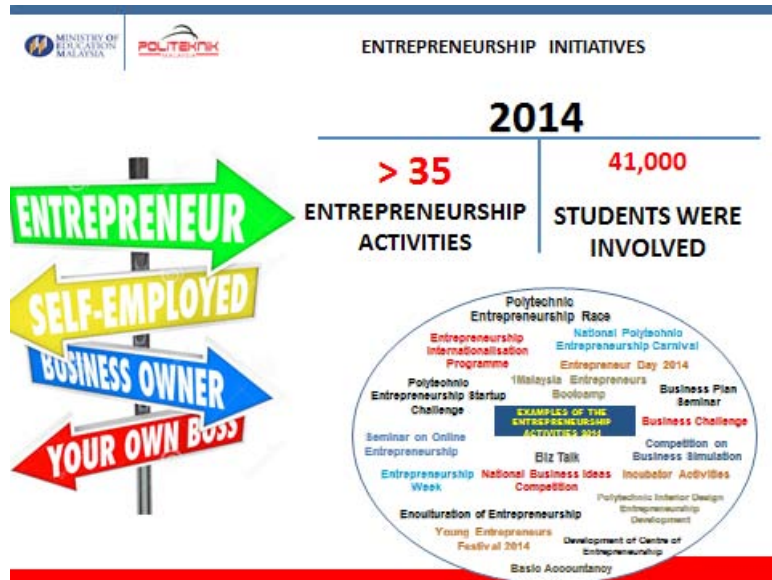 MINISTRY OF
EDUCATION
MALAYSIA
POLITEKNIK
MALAYSIA
ENTREPRENEURSHIP INITIATIVES
2014
> 35
ENTREPRENEURSHIP
ACTIVITIES
41,000
STUDENTS WERE
INVOLVED
ENTREPRENEUR
SELF-EMPLOYED
BUSINESS OWNER
YOUR OWN BOSS
Polytechnic
Entrepreneurship Race
Entrepreneurship
Internationalisation
Programme
National Polytechnic
Entrepreneurship Carnival
Entrepreneur Day 2014
Polytechnic
Entrepreneurship Startup
Challenge
1Malaysia Entrepreneurs
Bootcamp
Business Plan
Seminar
EXAMPLES OF THE
ENTREPRENEURSHIP
ACTIVITIES 2014
Business Challenge
Seminar on Online
Entrepreneurship
Biz Talk
Competition on
Business Simulation
Entrepreneurship
Week
National Business Ideas
Competition
Incubator Activities
Polytechnic Interior Design
Entrepreneurship
Development
Enculturation of Entrepreneurship
Young Entrepreneurs
Festival 2014
Development of Centre of
Entrepreneurship
Basic Accountancy